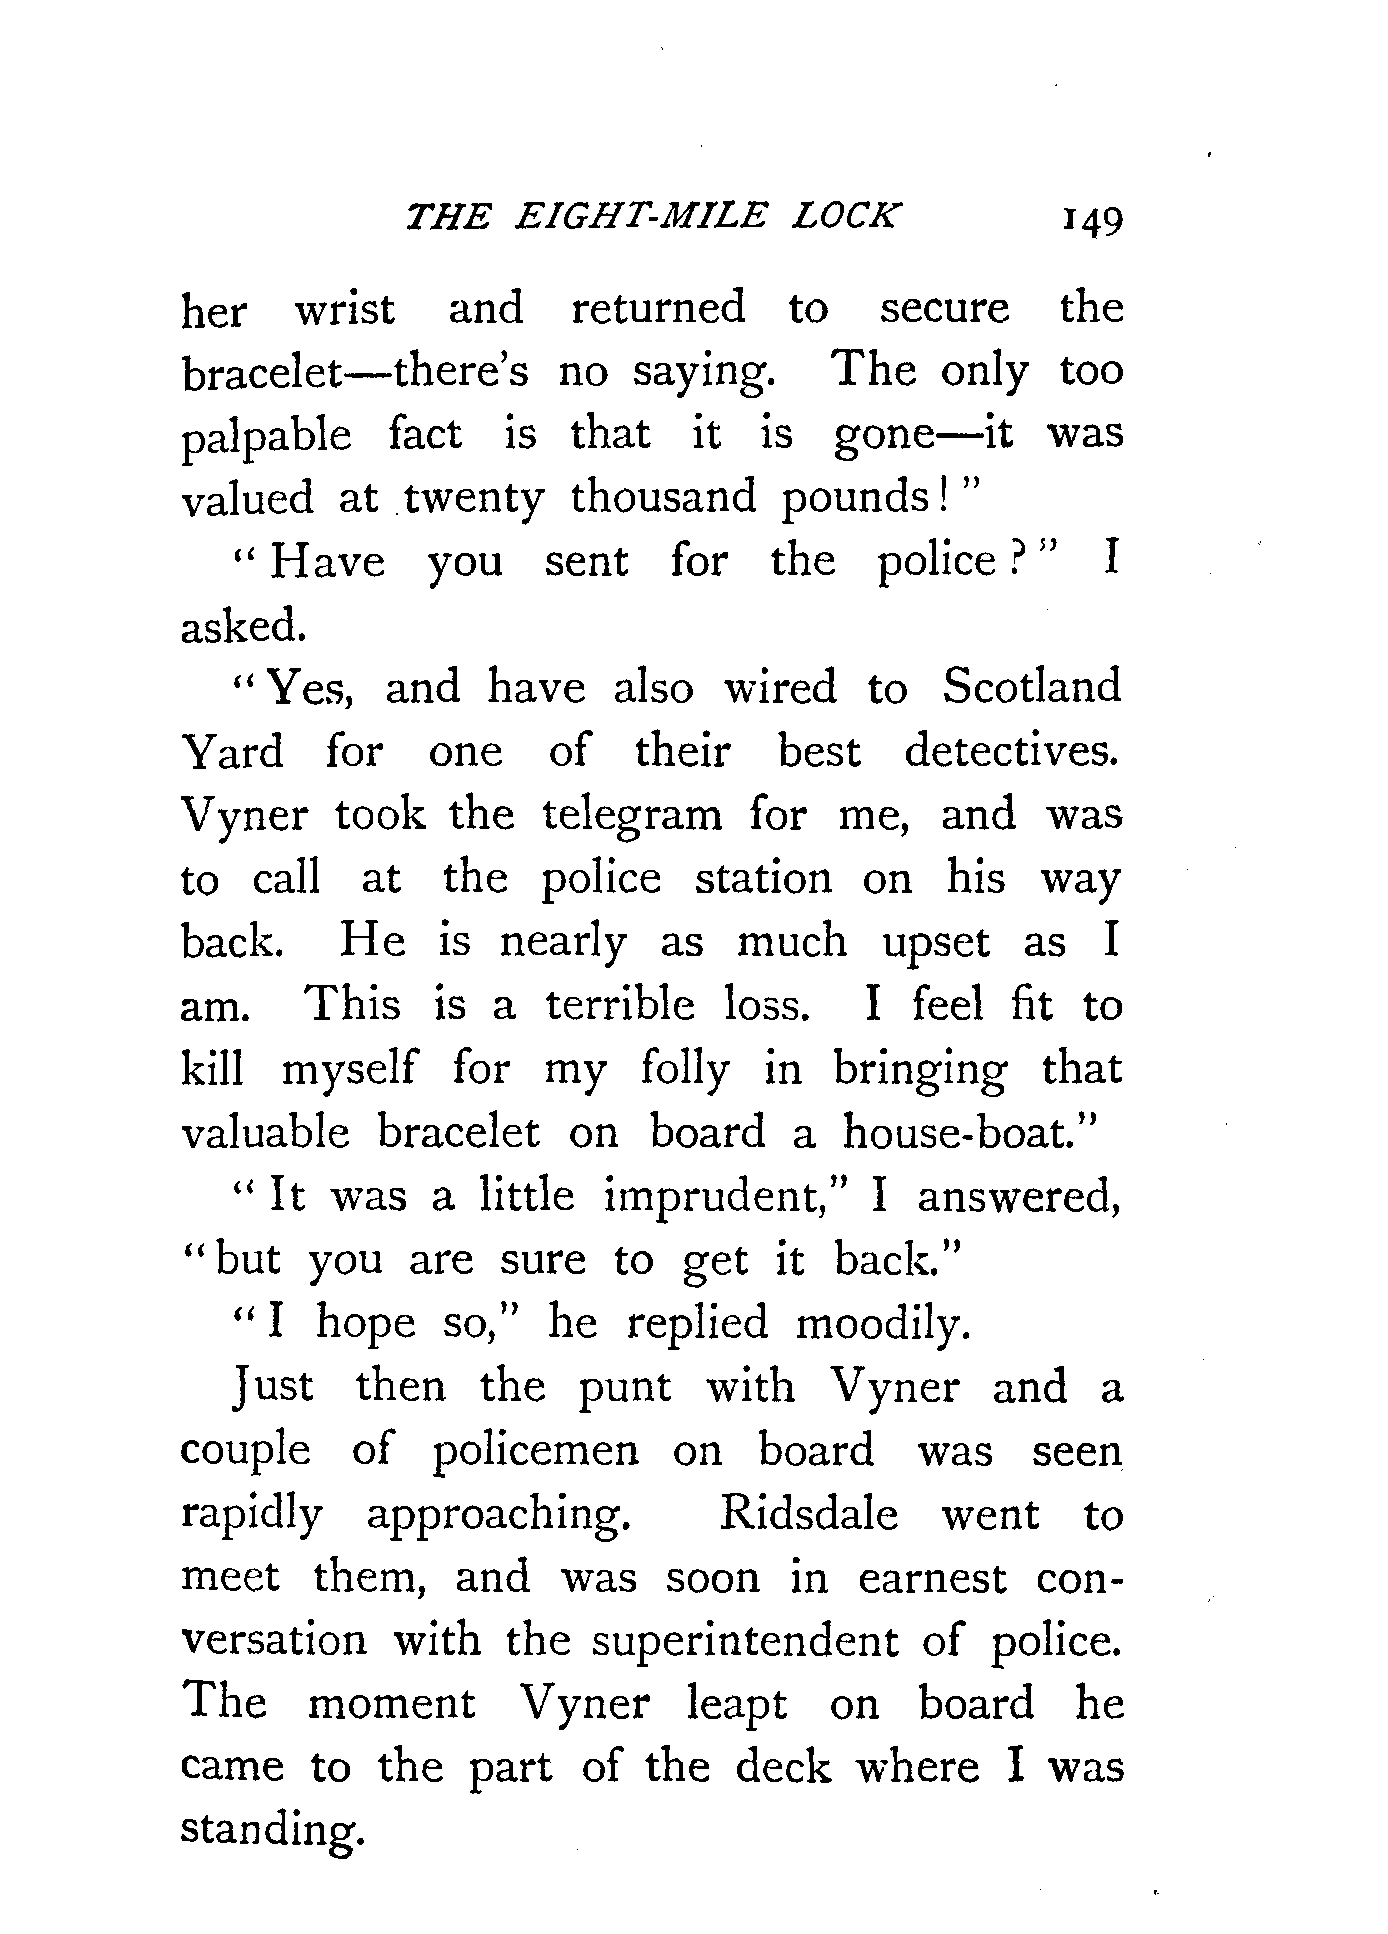 THE EIGHT-MILE LOCK 149
her wrist and returned to secure the
bracelet—there's no saying. The only too
palpable fact is that it is gone—it was
valued at twenty thousand pounds!"
"Have you sent for the police?" I
asked.
"Yes, and have also wired to Scotland
Yard for one of their best detectives.
Vyner took the telegram for me, and was
to call at the police station on his way
back. He is nearly as much upset as I
am. This is a terrible loss. I feel fit to
kill myself for my folly in bringing that
valuable bracelet on board a house-boat."
"It was a little imprudent," I answered,
"but you are sure to get it back."
"I hope so," he replied moodily.
Just then the punt with Vyner and a
couple of policemen on board was seen
rapidly approaching. Ridsdale went to
meet them, and was soon in earnest con-
versation with the superintendent of police.
The moment Vyner leapt on board he
came to the part of the deck where I was
standing.